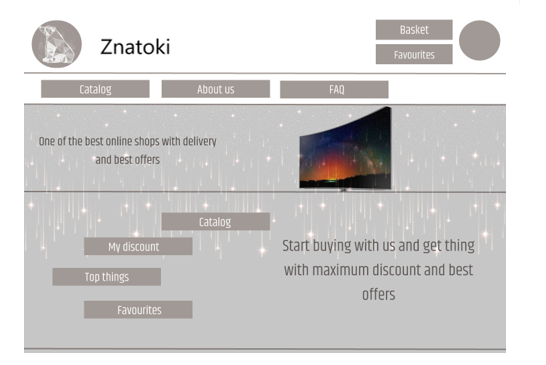 Znatoki
Basket
Favourites
Catalog
About us
FAQ
One of the best online shops with delivery
and best offers
Catalog
My discount
Top things
Favourites
Start buying with us and get thing
with maximum discount and best
offers